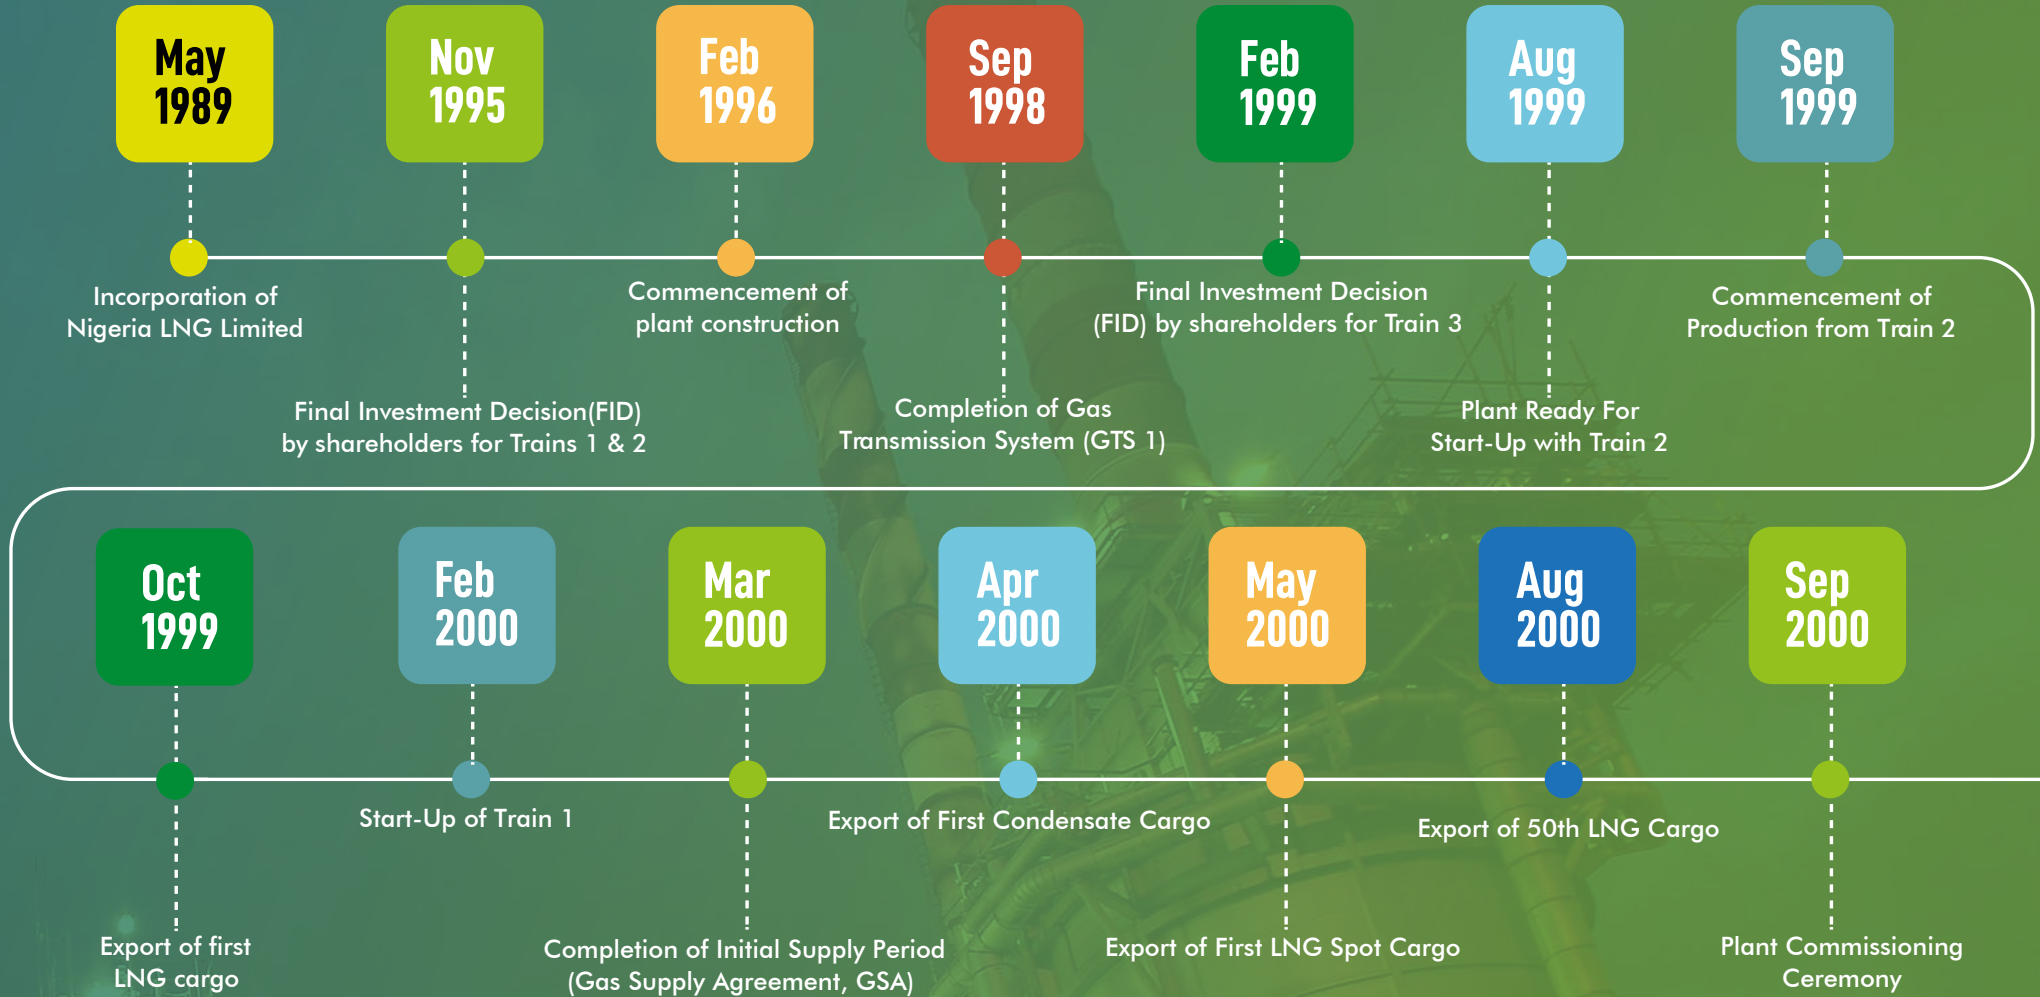 May
1989
Nov
1995
Feb
1996
Sep
1998
Feb
1999
Aug
1999
Sep
1999
Incorporation of
Nigeria LNG Limited
Final Investment Decision(FID)
by shareholders for Trains 1 & 2
Commencement of
plant construction
Completion of Gas
Transmission System (GTS 1)
Final Investment Decision
(FID) by shareholders for Train 3
Plant Ready For
Start-Up with Train 2
Commencement of
Production from Train 2
Oct
1999
Feb
2000
Mar
2000
Apr
2000
May
2000
Aug
2000
Sep
2000
Export of first
LNG cargo
Start-Up of Train 1
Completion of Initial Supply Period
(Gas Supply Agreement, GSA)
Export of First Condensate Cargo
Export of First LNG Spot Cargo
Export of 50th LNG Cargo
Plant Commissioning
Ceremony